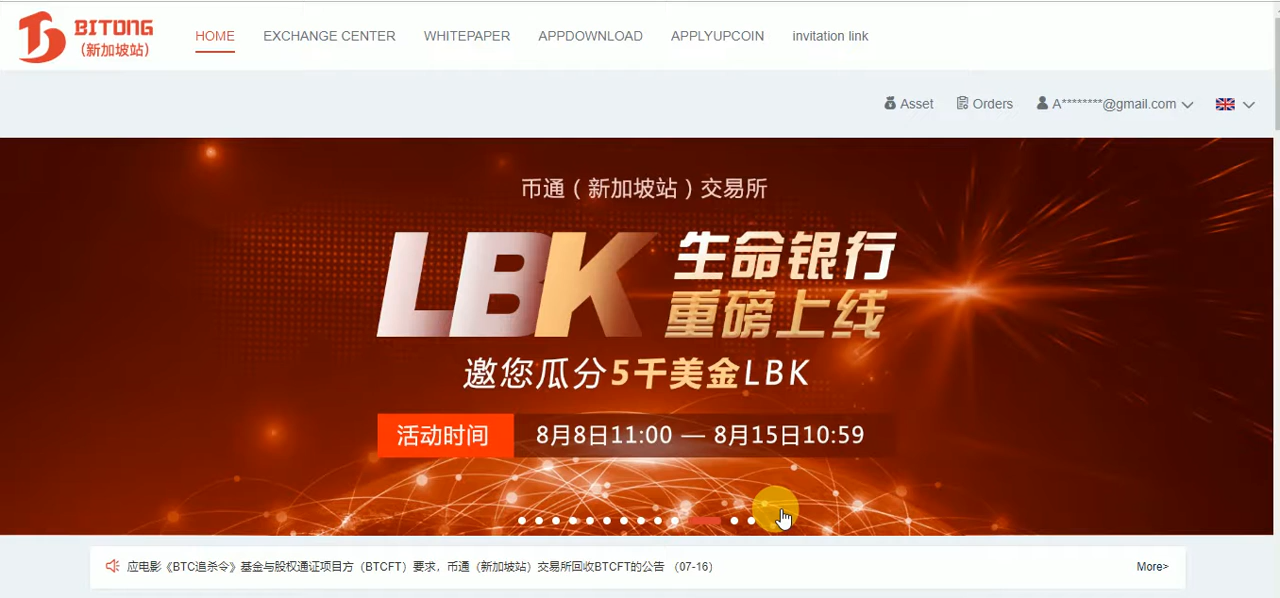 BITONG
（新加坡站）
HOME EXCHANGE CENTER WHITEPAPER APPDOWNLOAD APPLYUPCOIN invitation link
Asset Orders A********@gmail.com
币通（新加坡站）交易所
LBK 生命银行
重磅上线
邀您瓜分5千美金LBK
活动时间 8月8日11:00 — 8月15日10:59
应电影《BTC追杀令》基金与股权通证项目方（BTCFT）要求，币通（新加坡站）交易所回收BTCFT的公告 （07-16） More>